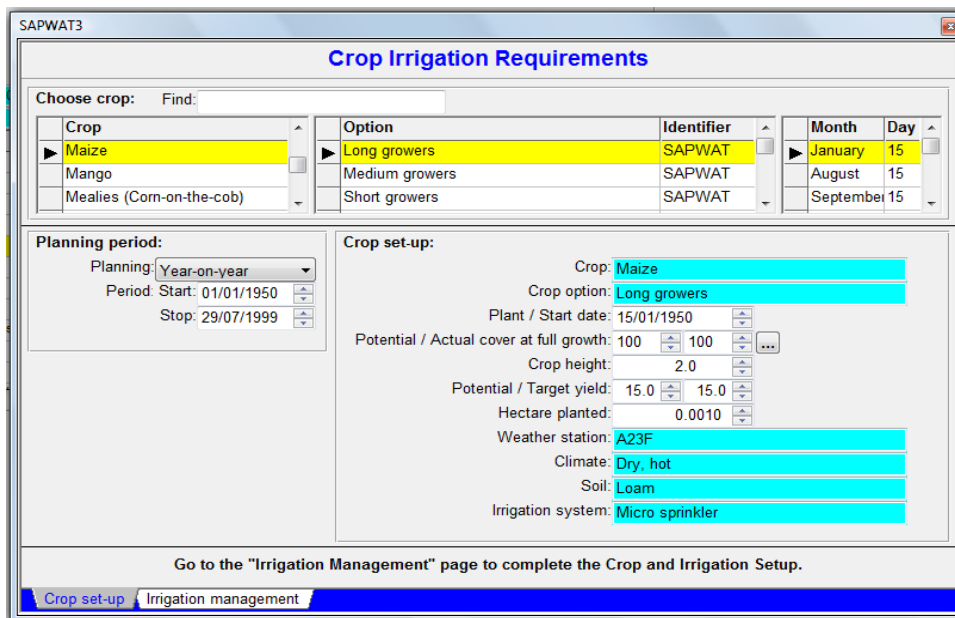 SAPWAT3
Crop Irrigation Requirements
Choose crop: Find:
Crop Option Identifier Month Day
Maize Long growers SAPWAT January 15
Mango Medium growers SAPWAT August 15
Mealies (Corn-on-the-cob) Short growers SAPWAT September 15
Planning period:
Planning: Year-on-year
Period: Start: 01/01/1950
Stop: 29/07/1999
Crop set-up:
Crop: Maize
Crop option: Long growers
Plant / Start date: 15/01/1950
Potential / Actual cover at full growth: 100 100 ...
Crop height: 2.0
Potential / Target yield: 15.0 15.0
Hectare planted: 0.0010
Weather station: A23F
Climate: Dry, hot
Soil: Loam
Irrigation system: Micro sprinkler
Go to the "Irrigation Management" page to complete the Crop and Irrigation Setup.
Crop set-up Irrigation management